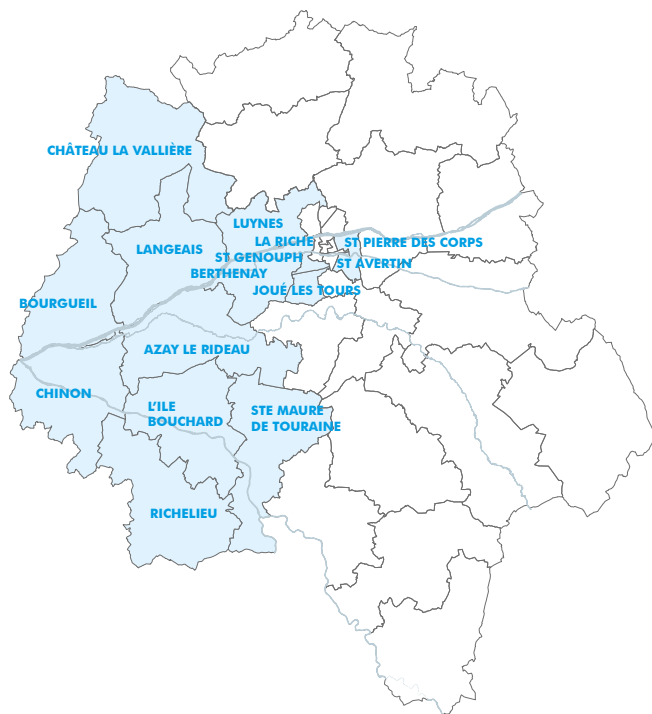 CHÂTEAU LA VALLIÈRE
LUYNES
LANGEAIS
LA RICHE
ST PIERRE DES CORPS
ST GENOUPH
ST AVERTIN
BERTHENAY
JOUÉ LES TOURS
BOURGUEIL
AZAY LE RIDEAU
CHINON
L'ILE
BOUCHARD
STE MAURE
DE TOURAINE
RICHELIEU